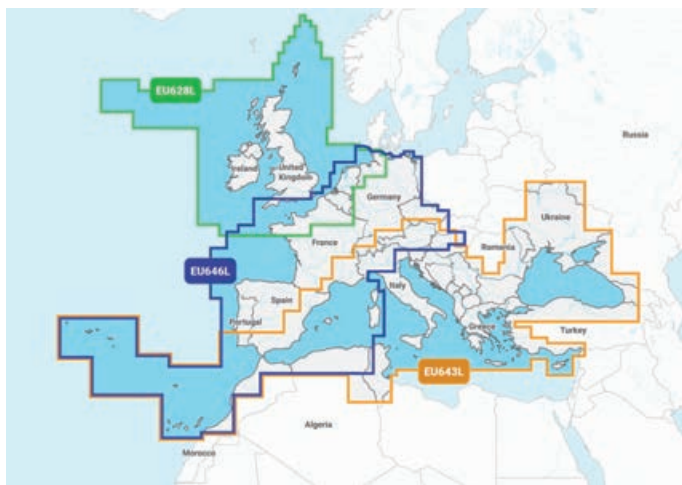 EU628L
Russia
Ireland
United
Kingdom
Germany
Ukraine
France
Romania
EU646L
Italy
Spain
Portugal
Greece
Turkey
EU643L
Algeria
Morocco